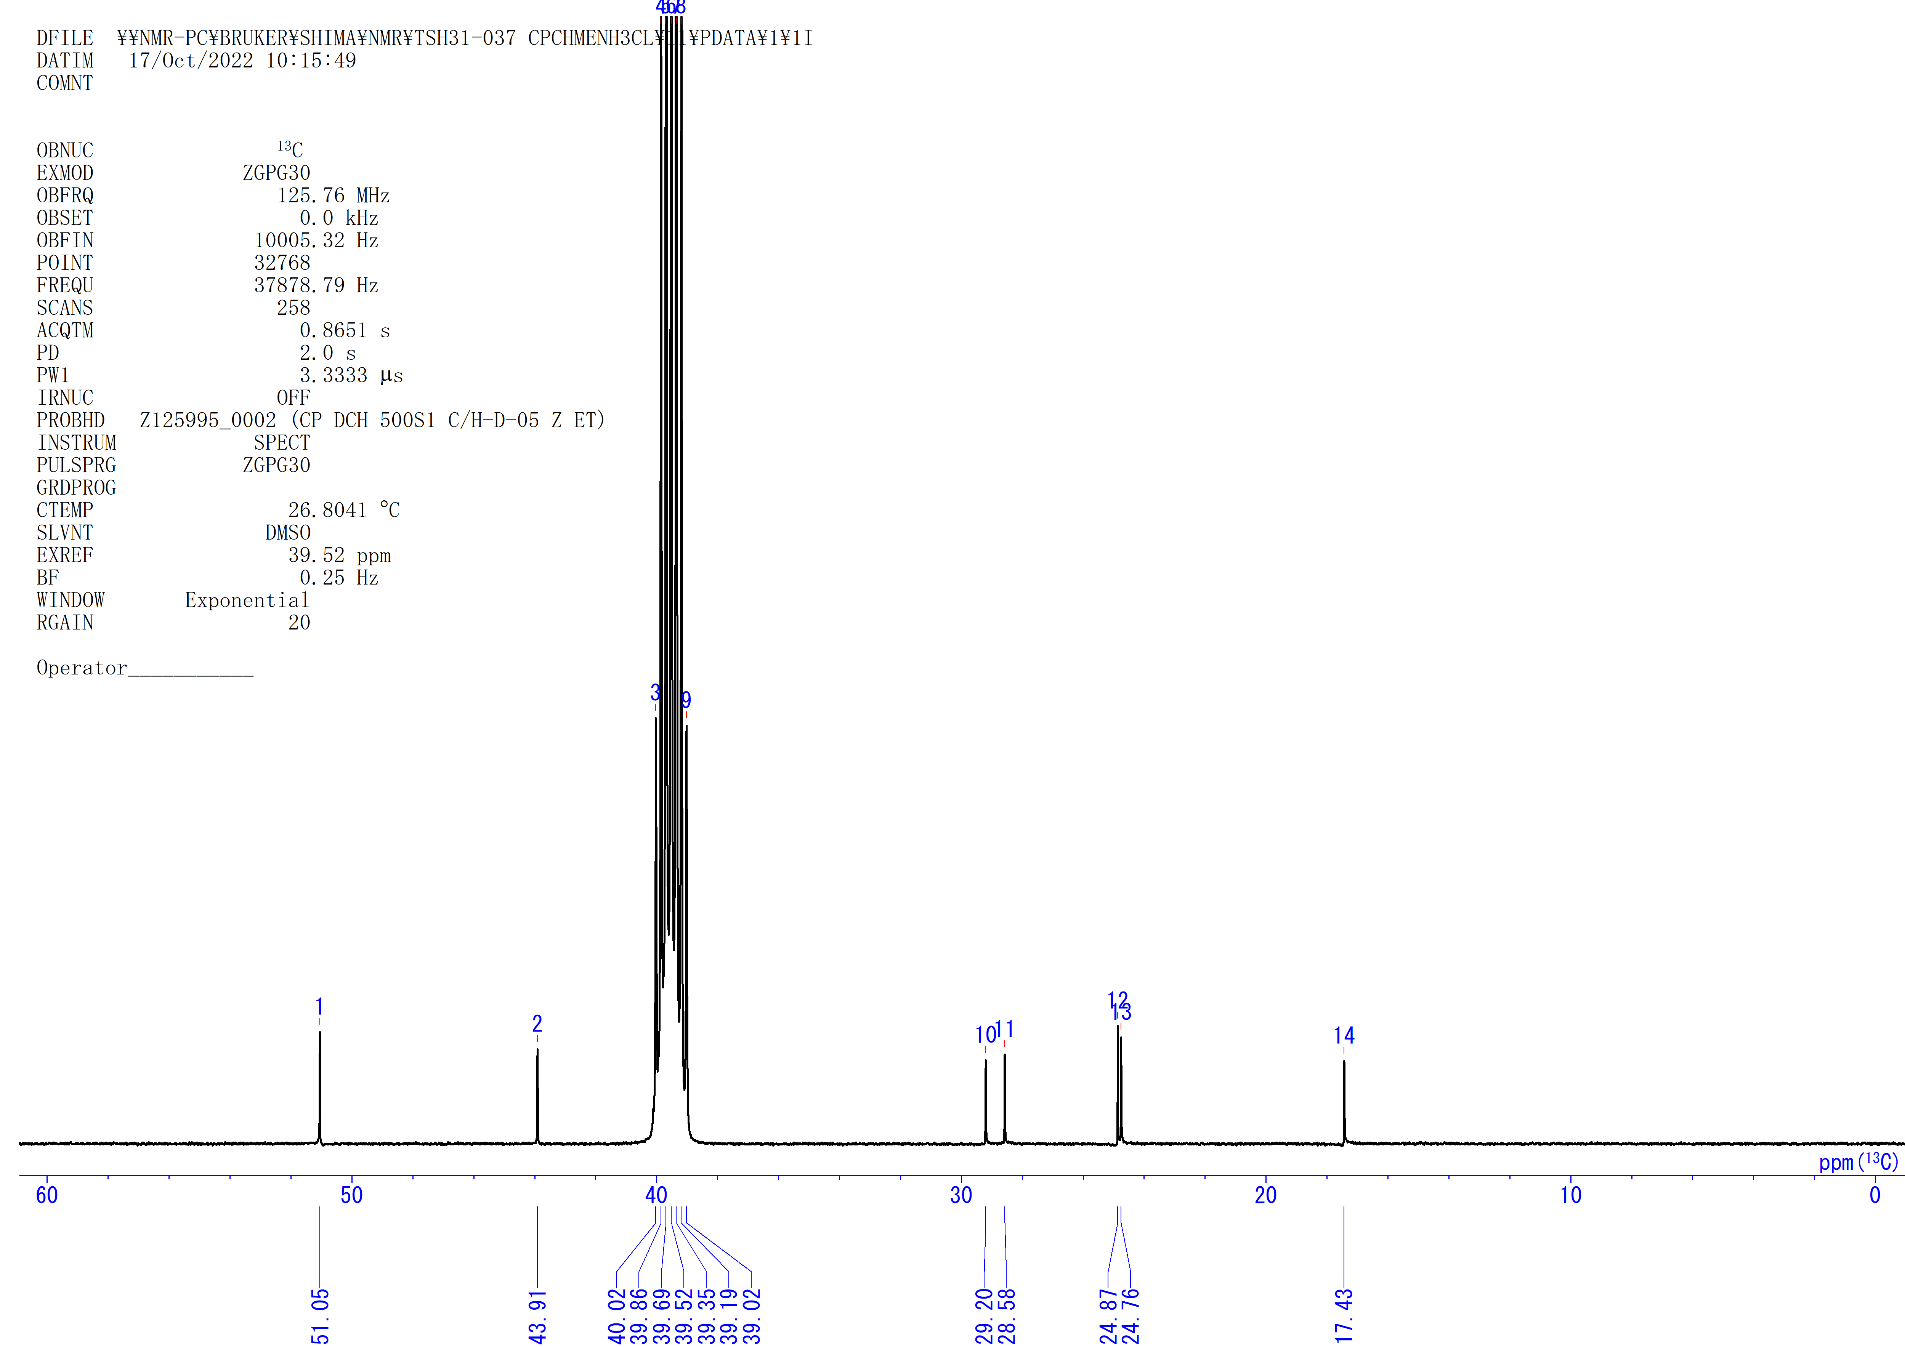 4678
DFILE ¥¥NMR-PC¥BRUKER¥SHIMA¥NMR¥TSH31-037 CPCHMENH3CL¥11¥PDATA¥1¥1I
DATIM 17/Oct/2022 10:15:49
COMNT
OBNUC ¹³C
EXMOD ZGPG30
OBFRQ 125.76 MHz
OBSET 0.0 kHz
OBFIN 10005.32 Hz
POINT 32768
FREQU 37878.79 Hz
SCANS 258
ACQTM 0.8651 s
PD 2.0 s
PW1 3.3333 μs
IRNUC OFF
PROBHD Z125995_0002 (CP DCH 500S1 C/H-D-05 Z ET)
INSTRUM SPECT
PULSPRG ZGPG30
GRDPROG
CTEMP 26.8041 °C
SLVNT DMSO
EXREF 39.52 ppm
BF 0.25 Hz
WINDOW Exponential
RGAIN 20
Operator___________
3 9
1 2 10 11 12 13 14
ppm(¹³C)
60 50 40 30 20 10 0
51.05 43.91 40.02 39.86 39.69 39.52 39.35 39.19 39.02 29.20 28.58 24.87 24.76 17.43